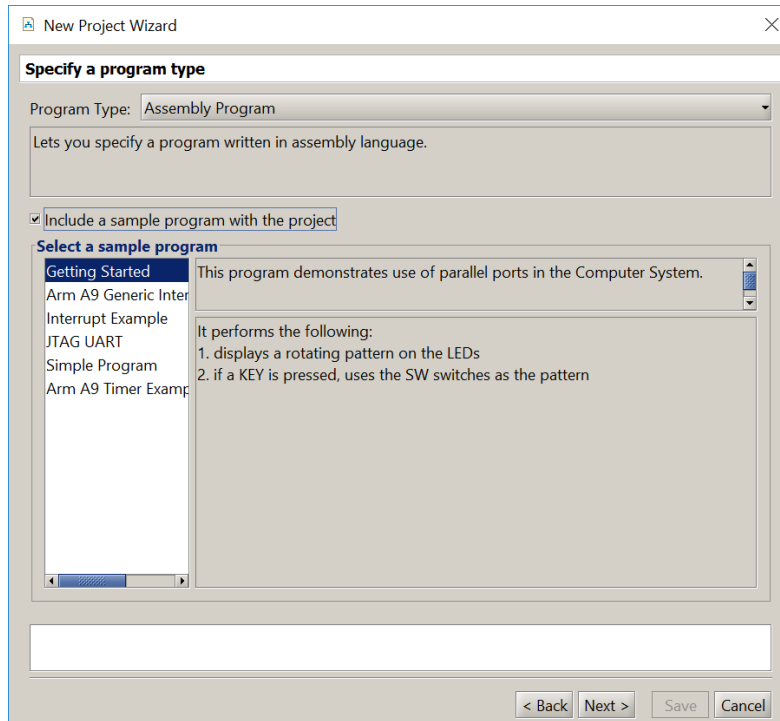 New Project Wizard
Specify a program type
Program Type: Assembly Program
Lets you specify a program written in assembly language.
Include a sample program with the project
Select a sample program
Getting Started
Arm A9 Generic Inter
Interrupt Example
JTAG UART
Simple Program
Arm A9 Timer Examp
This program demonstrates use of parallel ports in the Computer System.
It performs the following:
1. displays a rotating pattern on the LEDs
2. if a KEY is pressed, uses the SW switches as the pattern
< Back Next > Save Cancel